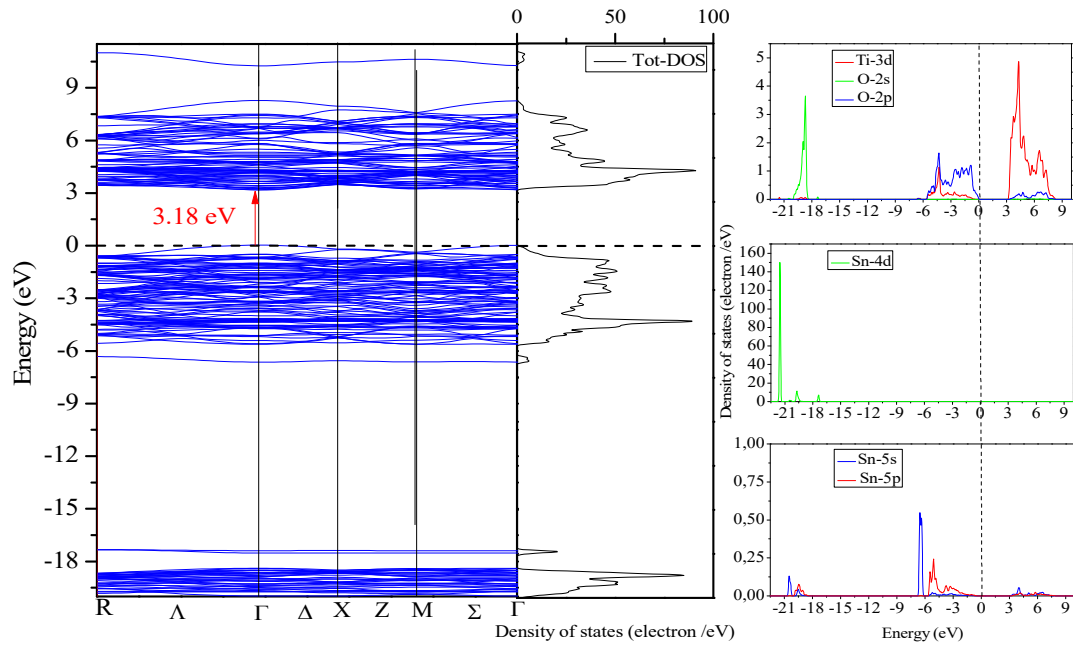 0 50 100
Tot-DOS
9
6
3
0
-3
-6
-9
-12
-15
-18
Energy (eV)
3.18 eV
R Λ Γ Δ X Z M Σ Γ
Density of states (electron /eV)
Ti-3d
O-2s
O-2p
5
4
3
2
1
0
-21 -18 -15 -12 -9 -6 -3 0 3 6 9
Sn-4d
160
140
120
100
80
60
40
20
0
-21 -18 -15 -12 -9 -6 -3 0 3 6 9
Density of states (electron /eV)
Sn-5s
Sn-5p
1,00
0,75
0,50
0,25
0,00
-21 -18 -15 -12 -9 -6 -3 0 3 6 9
Energy (eV)